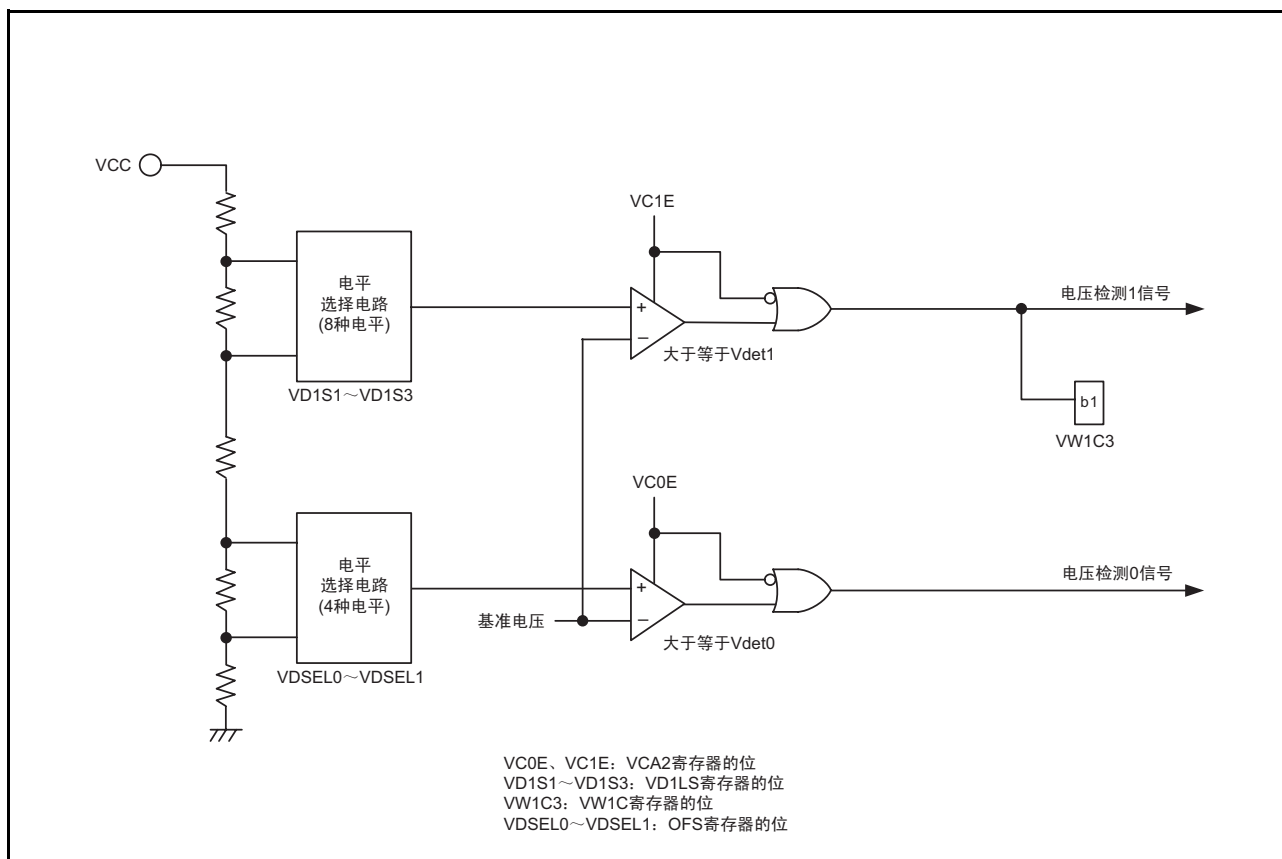 VCC
VC1E
电平
选择电路
(8种电平)
VD1S1～VD1S3
+
−
大于等于Vdet1
电压检测1信号
b1
VW1C3
VC0E
电平
选择电路
(4种电平)
VDSEL0～VDSEL1
基准电压
+
−
大于等于Vdet0
电压检测0信号
VC0E、VC1E：VCA2寄存器的位
VD1S1～VD1S3：VD1LS寄存器的位
VW1C3：VW1C寄存器的位
VDSEL0～VDSEL1：OFS寄存器的位